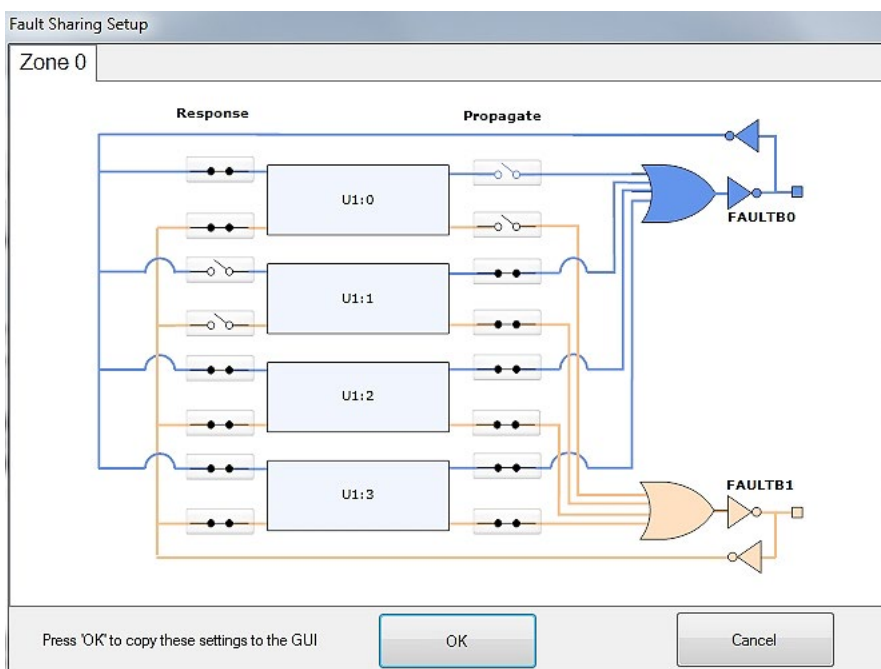 Fault Sharing Setup
Zone 0
Response Propagate
U1:0
FAULTB0
U1:1
U1:2
U1:3
FAULTB1
Press 'OK' to copy these settings to the GUI OK Cancel